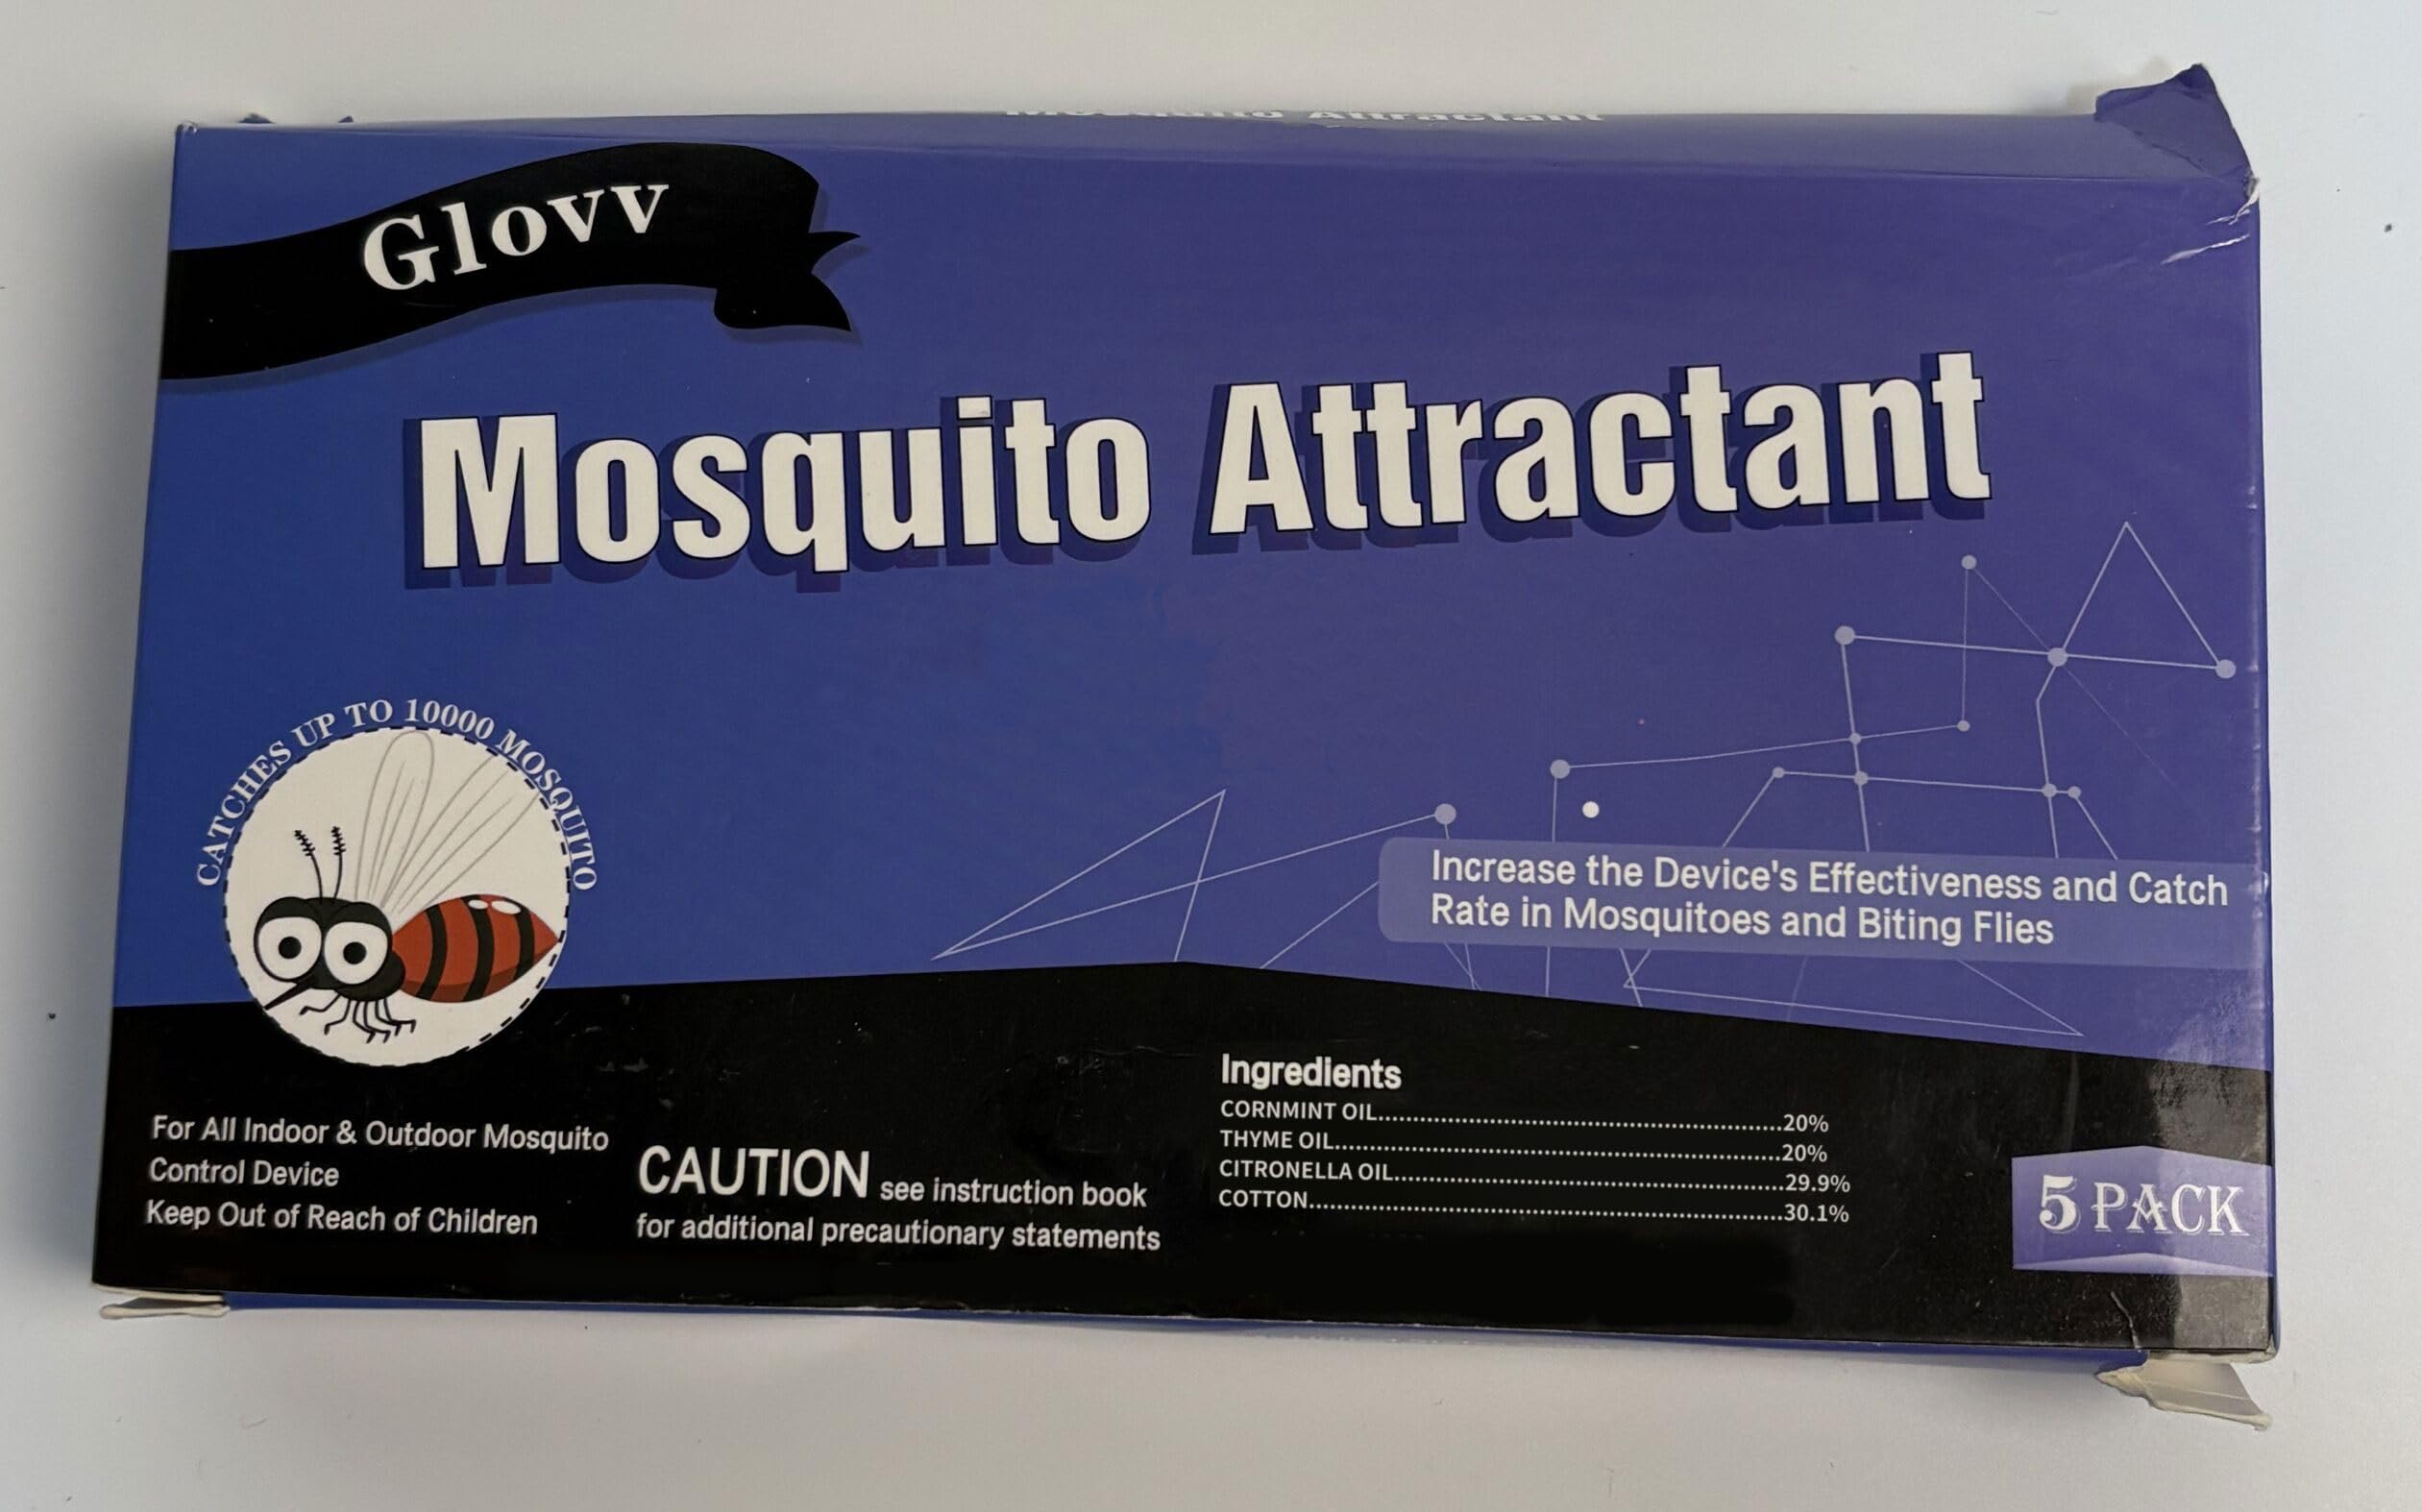 Mosquito Attractant
Glovv
Mosquito Attractant
CATCHES UP TO 10000 MOSQUITO
Increase the Device's Effectiveness and Catch
Rate in Mosquitoes and Biting Flies
For All Indoor & Outdoor Mosquito
Control Device
Keep Out of Reach of Children
CAUTION see instruction book
for additional precautionary statements
Ingredients
CORNMINT OIL....................20%
THYME OIL....................20%
CITRONELLA OIL....................29.9%
COTTON....................30.1%
5 PACK